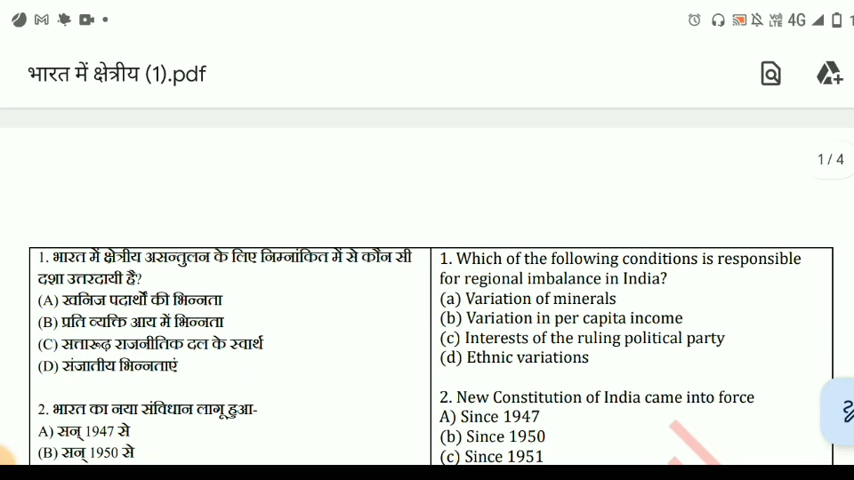 4G
1
भारत में क्षेत्रीय (1).pdf
1/4
1. भारत में क्षेत्रीय असन्तुलन के लिए निम्नांकित में से कौन सी
दशा उत्तरदायी है?
(A) खनिज पदार्थों की भिन्नता
(B) प्रति व्यक्ति आय में भिन्नता
(C) सत्तारूढ़ राजनीतिक दल के स्वार्थ
(D) संजातीय भिन्नताएं
2. भारत का नया संविधान लागू हुआ-
A) सन् 1947 से
(B) सन् 1950 से
1. Which of the following conditions is responsible
for regional imbalance in India?
(a) Variation of minerals
(b) Variation in per capita income
(c) Interests of the ruling political party
(d) Ethnic variations
2. New Constitution of India came into force
A) Since 1947
(b) Since 1950
(c) Since 1951